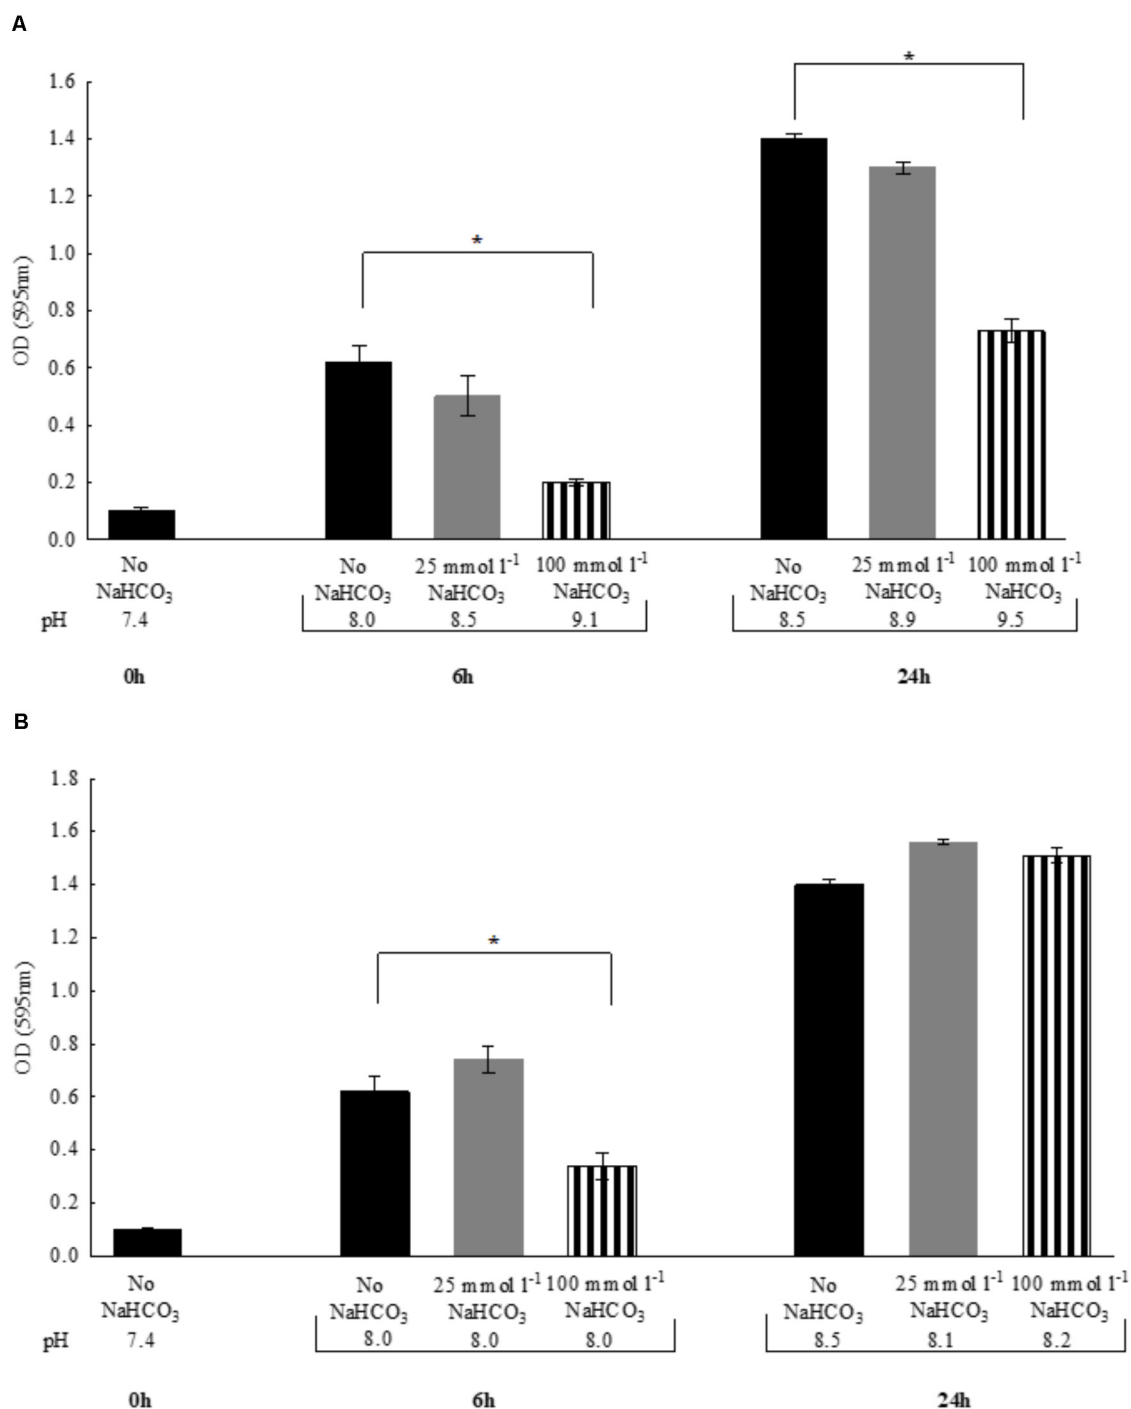 A
*
1.6
1.4
1.2
1.0
0.8
0.6
0.4
0.2
0.0
OD (595nm)
*
No NaHCO₃
No NaHCO₃
25 mmol l⁻¹ NaHCO₃
100 mmol l⁻¹ NaHCO₃
No NaHCO₃
25 mmol l⁻¹ NaHCO₃
100 mmol l⁻¹ NaHCO₃
pH 7.4 8.0 8.5 9.1 8.5 8.9 9.5
0h 6h 24h
B
1.8
1.6
1.4
1.2
1.0
0.8
0.6
0.4
0.2
0.0
OD (595nm)
*
No NaHCO₃
No NaHCO₃
25 mmol l⁻¹ NaHCO₃
100 mmol l⁻¹ NaHCO₃
No NaHCO₃
25 mmol l⁻¹ NaHCO₃
100 mmol l⁻¹ NaHCO₃
pH 7.4 8.0 8.0 8.0 8.5 8.1 8.2
0h 6h 24h